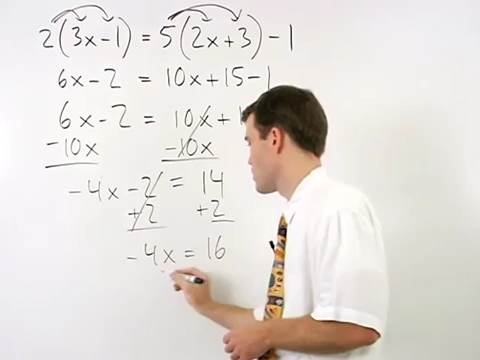 2(3x-1) = 5(2x+3) - 1
6x - 2 = 10x + 15 - 1
6x - 2 = 10x + 1
-10x -10x
-4x - 2 = 14
+2 +2
-4x = 16